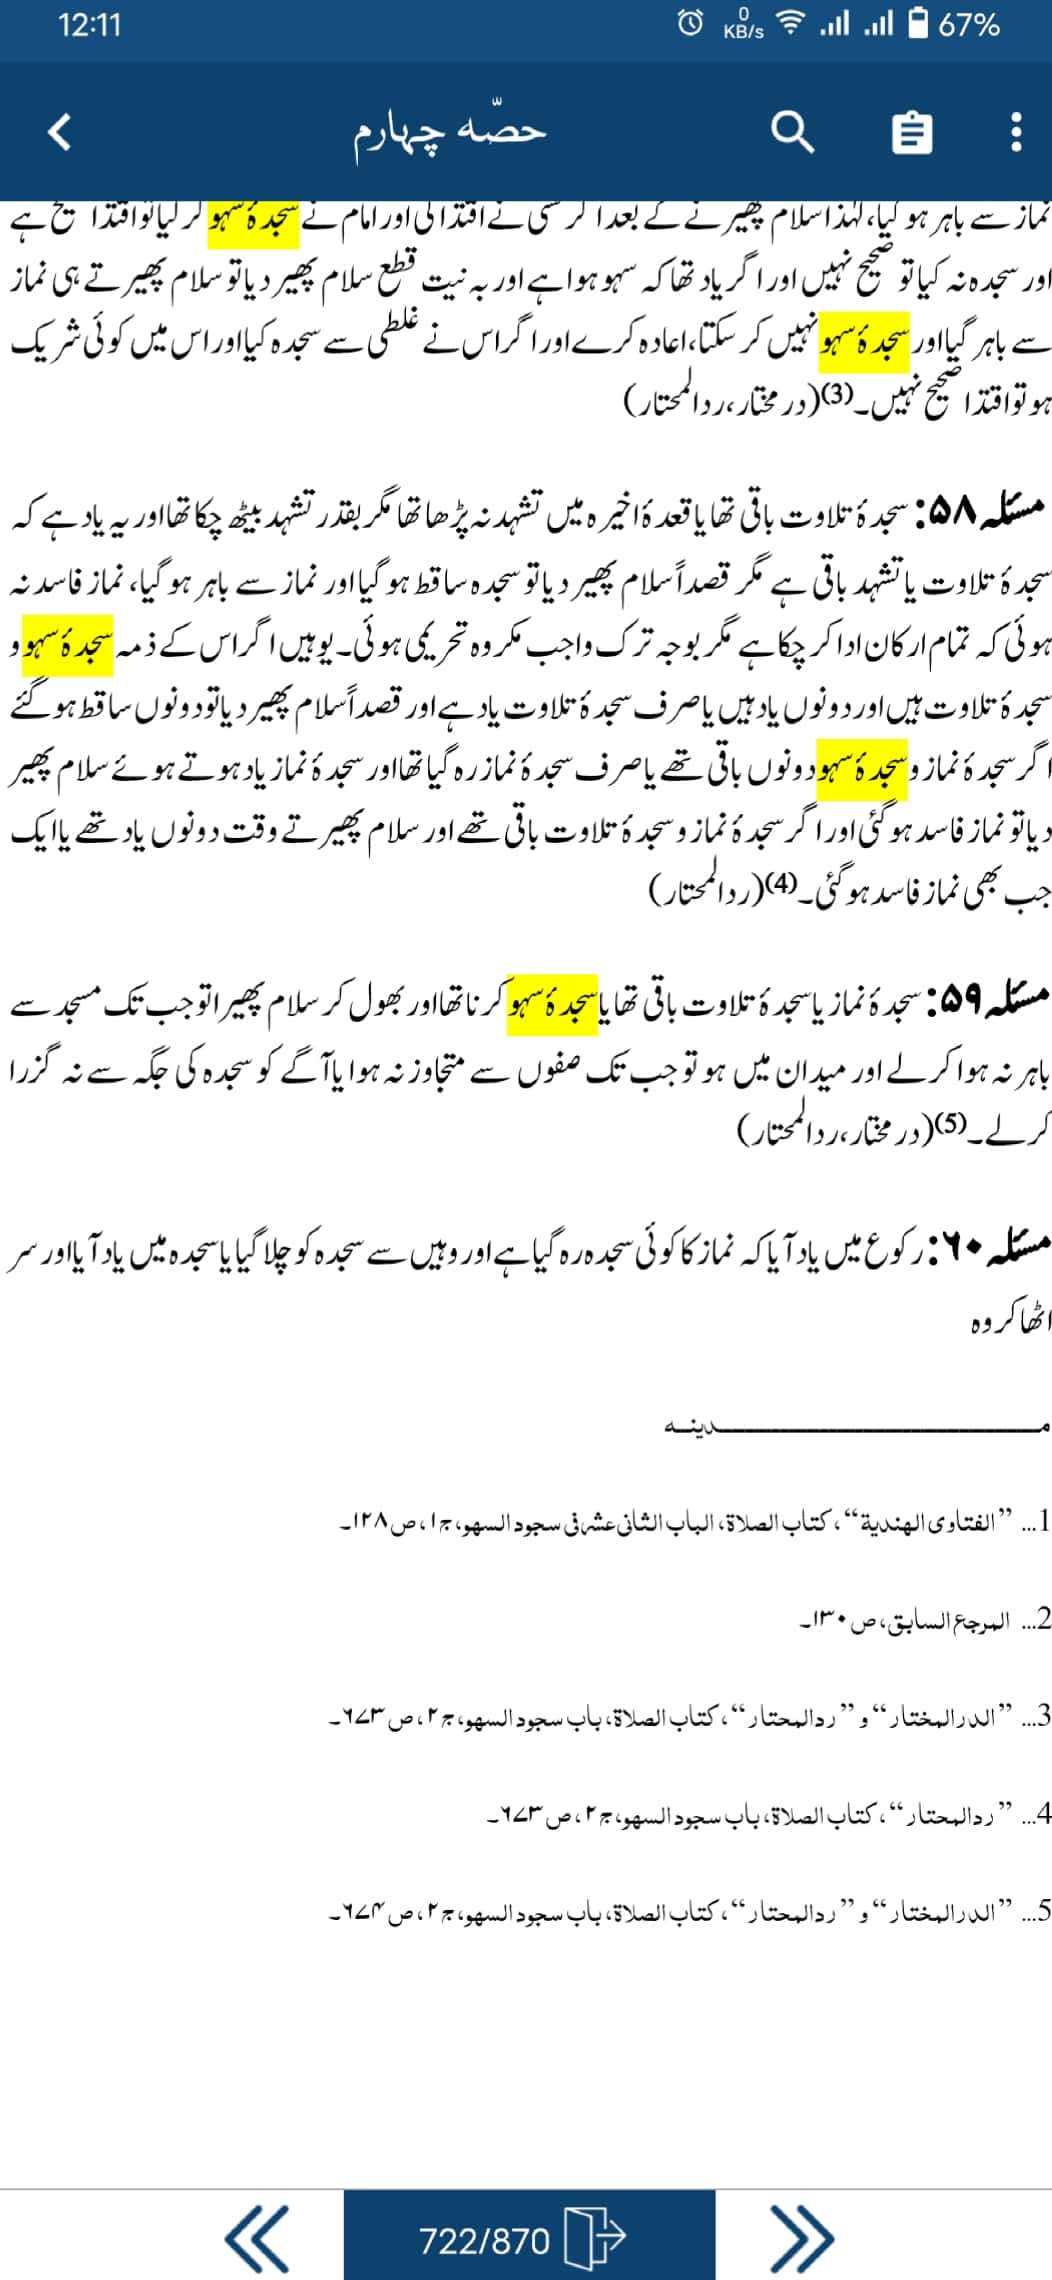 12:11
0 KB/s 67%
حصّہ چہارم
نماز سے باہر ہو گیا، لہٰذا سلام پھیرنے کے بعد اگر کسی نے اقتدا کی اور امام نے سجدۂ سہو کر لیا تو اقتدا صحیح ہے
اور سجدہ نہ کیا تو صحیح نہیں اور اگر یاد تھا کہ سہو ہوا ہے اور بہ نیت قطع سلام پھیر دیا تو سلام پھیرتے ہی نماز
سے باہر گیا اور سجدۂ سہو نہیں کر سکتا، اعادہ کرے اور اگر اس نے غلطی سے سجدہ کیا اور اس میں کوئی شریک
ہو تو اقتدا صحیح نہیں۔(3)(در مختار، ردالمحتار)
مسئلہ ۵۸: سجدۂ تلاوت باقی تھا یا قعدۂ اخیرہ میں تشہد نہ پڑھا تھا مگر بقدر تشہد بیٹھ چکا تھا اور یہ یاد ہے کہ
سجدۂ تلاوت یا تشہد باقی ہے مگر قصداً سلام پھیر دیا تو سجدہ ساقط ہو گیا اور نماز سے باہر ہو گیا، نماز فاسد نہ
ہوئی کہ تمام ارکان ادا کر چکا ہے مگر بوجہ ترک واجب مکروہ تحریمی ہوئی۔ یوہیں اگر اس کے ذمہ سجدۂ سہو و
سجدۂ تلاوت ہیں اور دونوں یاد ہیں یا صرف سجدۂ تلاوت یاد ہے اور قصداً سلام پھیر دیا تو دونوں ساقط ہو گئے
اگر سجدۂ نماز و سجدۂ سہو دونوں باقی تھے یا صرف سجدۂ نماز رہ گیا تھا اور سجدۂ نماز یاد ہوتے ہوئے سلام پھیر
دیا تو نماز فاسد ہو گئی اور اگر سجدۂ نماز و سجدۂ تلاوت باقی تھے اور سلام پھیرتے وقت دونوں یاد تھے یا ایک
جب بھی نماز فاسد ہو گئی۔(4)(ردالمحتار)
مسئلہ ۵۹: سجدۂ نماز یا سجدۂ تلاوت باقی تھا یا سجدۂ سہو کرنا تھا اور بھول کر سلام پھیرا تو جب تک مسجد سے
باہر نہ ہوا کرلے اور میدان میں ہو تو جب تک صفوں سے متجاوز نہ ہوا یا آگے کو سجدہ کی جگہ سے نہ گزرا
کرلے۔(5)(در مختار، ردالمحتار)
مسئلہ ۶۰: رکوع میں یاد آیا کہ نماز کا کوئی سجدہ رہ گیا ہے اور وہیں سے سجدہ کو چلا گیا یا سجدہ میں یاد آیا اور سر
اٹھا کر وہ
مــــــــــدینــہ
1... ’’الفتاوی الھندیۃ‘‘، کتاب الصلاۃ، الباب الثانی عشر فی سجود السھو، ج۱، ص۱۲۸۔
2... المرجع السابق، ص۱۳۰۔
3... ’’الدرالمختار‘‘ و ’’ردالمحتار‘‘، کتاب الصلاۃ، باب سجود السھو، ج۲، ص۶۷۳۔
4... ’’ردالمحتار‘‘، کتاب الصلاۃ، باب سجود السھو، ج۲، ص۶۷۳۔
5... ’’الدرالمختار‘‘ و ’’ردالمحتار‘‘، کتاب الصلاۃ، باب سجود السھو، ج۲، ص۶۷۴۔
722/870